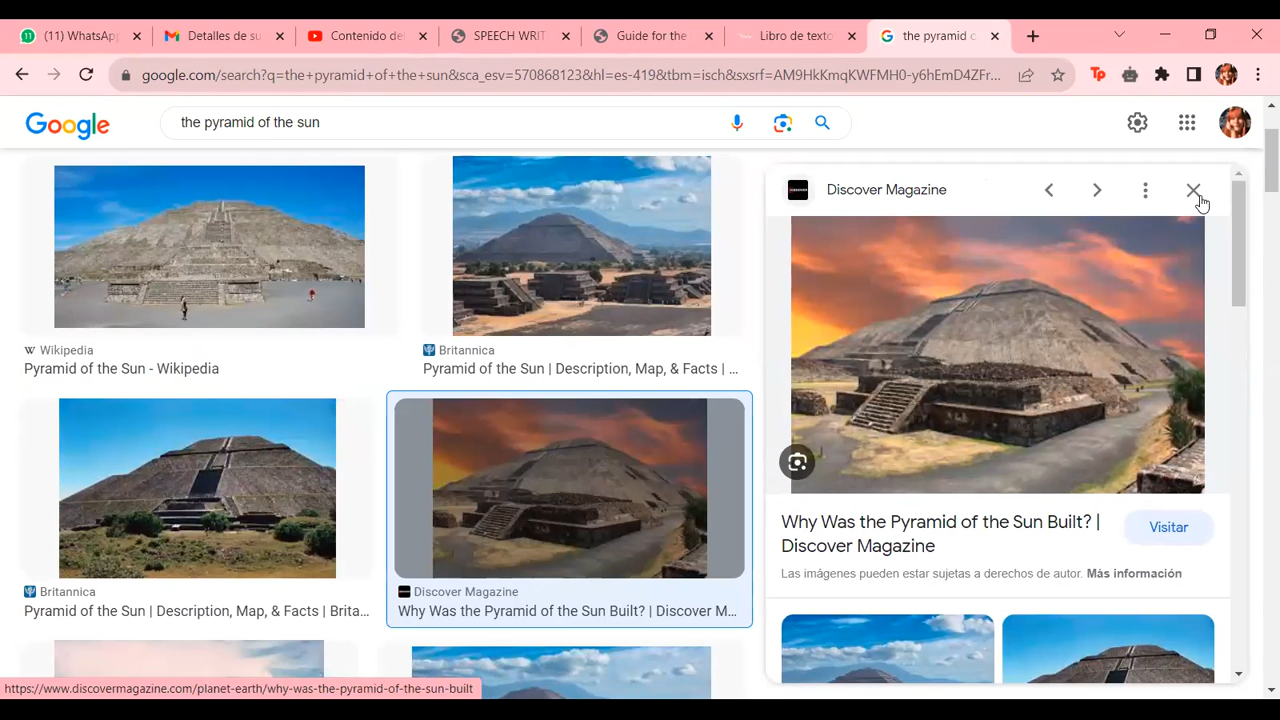 (11) WhatsApp
Detalles de su
Contenido del
SPEECH WRIT
Guide for the
Libro de texto
the pyramid o
google.com/search?q=the+pyramid+of+the+sun&sca_esv=570868123&hl=es-419&tbm=isch&sxsrf=AM9HkKmqKWFMH0-y6hEmD4ZFr...
Tp
Google
the pyramid of the sun
Discover Magazine
W Wikipedia
Pyramid of the Sun - Wikipedia
Britannica
Pyramid of the Sun | Description, Map, & Facts | ...
Britannica
Pyramid of the Sun | Description, Map, & Facts | Brita...
Discover Magazine
Why Was the Pyramid of the Sun Built? | Discover M...
Why Was the Pyramid of the Sun Built? |
Discover Magazine
Visitar
Las imágenes pueden estar sujetas a derechos de autor. Más información
https://www.discovermagazine.com/planet-earth/why-was-the-pyramid-of-the-sun-built